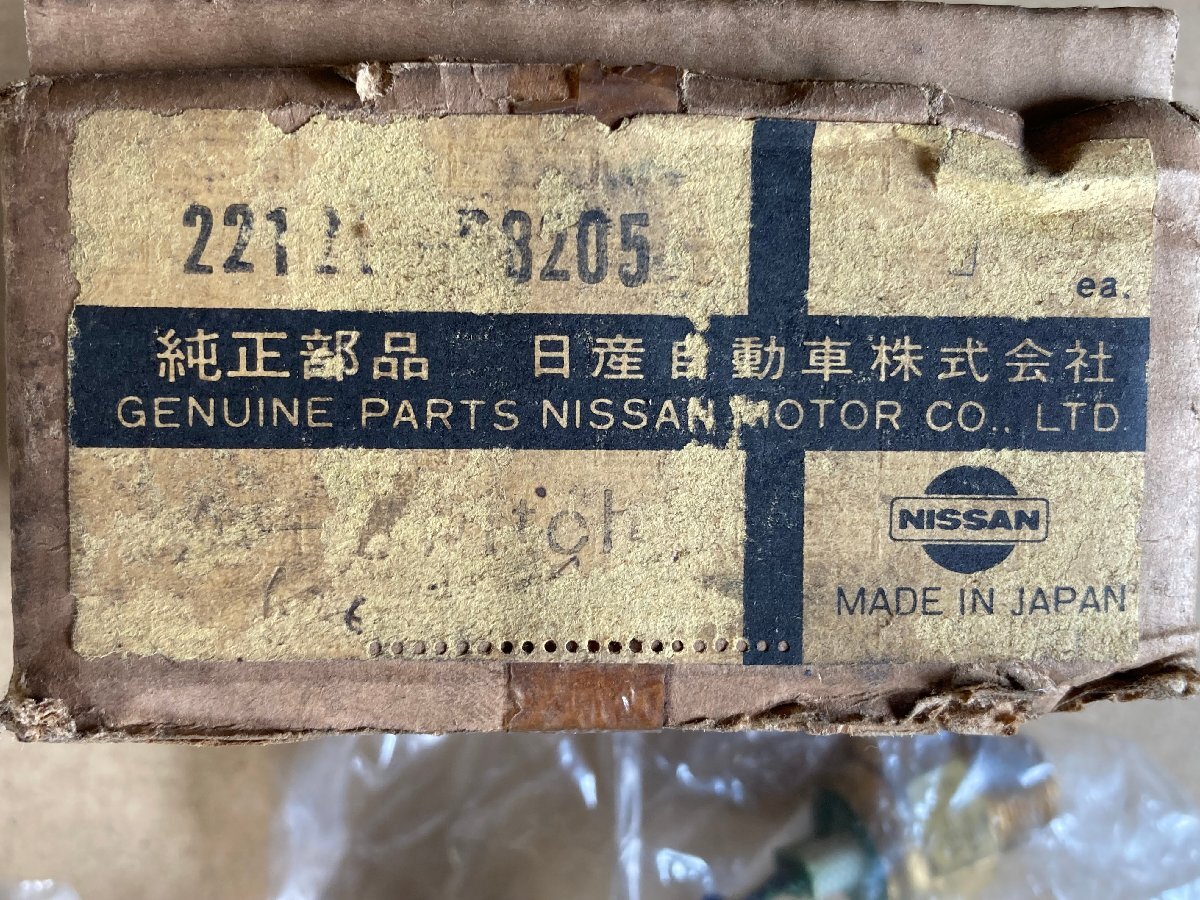 8205
ea.
純正部品 日産自動車株式会社
GENUINE PARTS NISSAN MOTOR CO., LTD.
NISSAN
MADE IN JAPAN